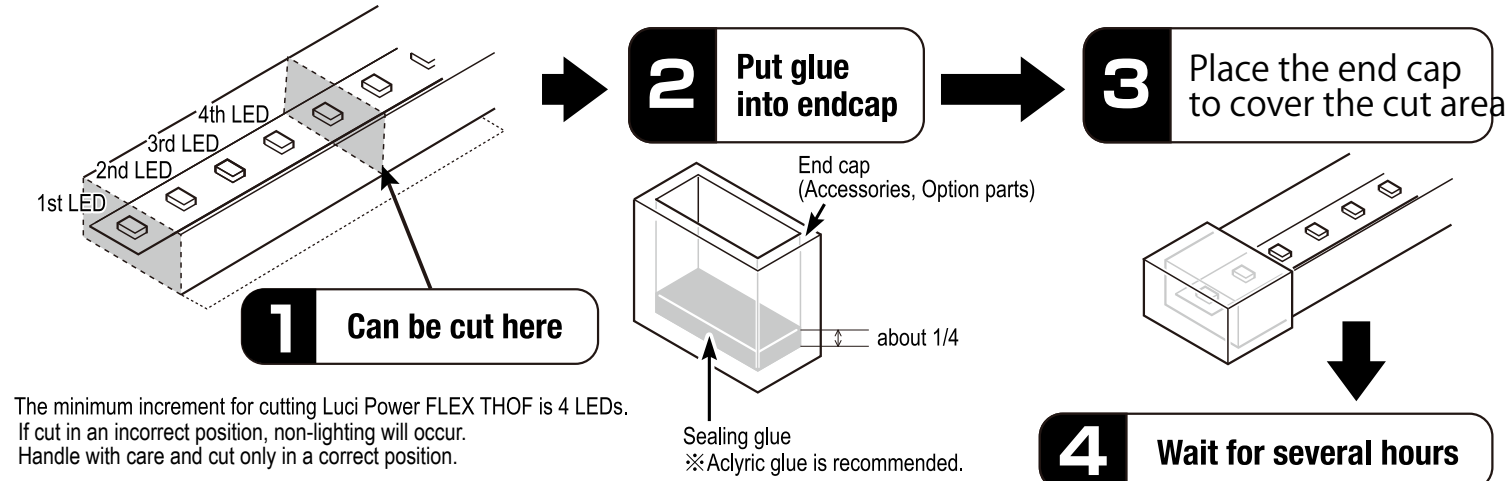 4th LED
3rd LED
2nd LED
1st LED
1 Can be cut here
The minimum increment for cutting Luci Power FLEX THOF is 4 LEDs.
If cut in an incorrect position, non-lighting will occur.
Handle with care and cut only in a correct position.
2 Put glue
into endcap
End cap
(Accessories, Option parts)
about 1/4
Sealing glue
※Aclyric glue is recommended.
3 Place the end cap
to cover the cut area
4 Wait for several hours